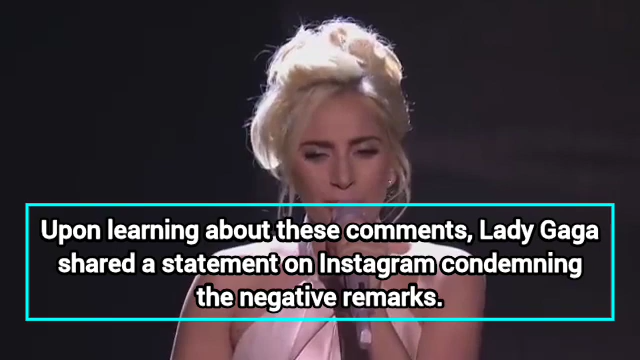 Upon learning about these comments, Lady Gaga
shared a statement on Instagram condemning
the negative remarks.